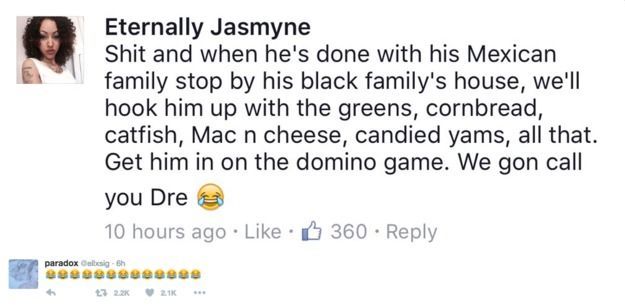 Eternally Jasmyne
Shit and when he's done with his Mexican
family stop by his black family's house, we'll
hook him up with the greens, cornbread,
catfish, Mac n cheese, candied yams, all that.
Get him in on the domino game. We gon call
you Dre 😂
10 hours ago · Like · 👍 360 · Reply
paradox @ellxsig · 6h
😂😂😂😂😂😂😂😂😂😂😂😂😂
2.2K 2.1K •••